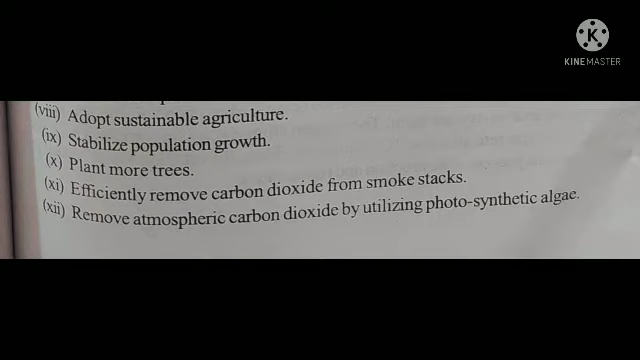 K
KINEMASTER
(viii) Adopt sustainable agriculture.
(ix) Stabilize population growth.
(x) Plant more trees.
(xi) Efficiently remove carbon dioxide from smoke stacks.
(xii) Remove atmospheric carbon dioxide by utilizing photo-synthetic algae.